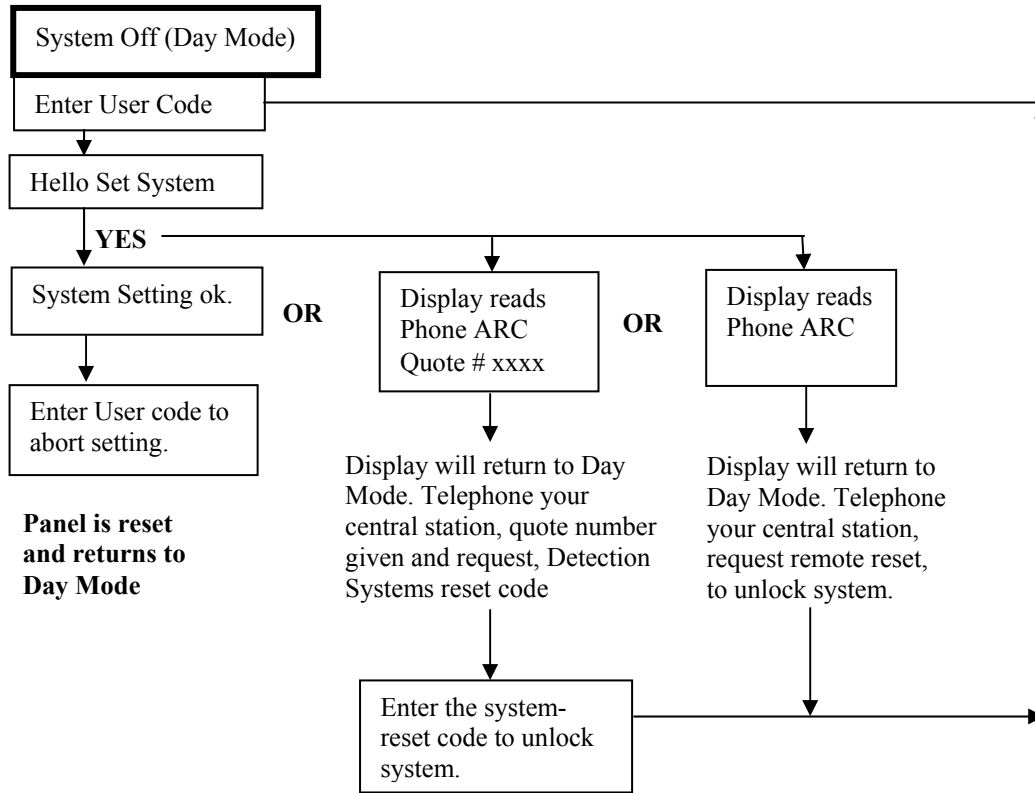 System Off (Day Mode)
Enter User Code
Hello Set System
YES
System Setting ok.
OR
Display reads
Phone ARC
Quote # xxxx
OR
Display reads
Phone ARC
Enter User code to
abort setting.
Panel is reset
and returns to
Day Mode
Display will return to Day
Mode. Telephone your
central station, quote number
given and request, Detection
Systems reset code
Display will return to
Day Mode. Telephone
your central station,
request remote reset,
to unlock system.
Enter the system-
reset code to unlock
system.